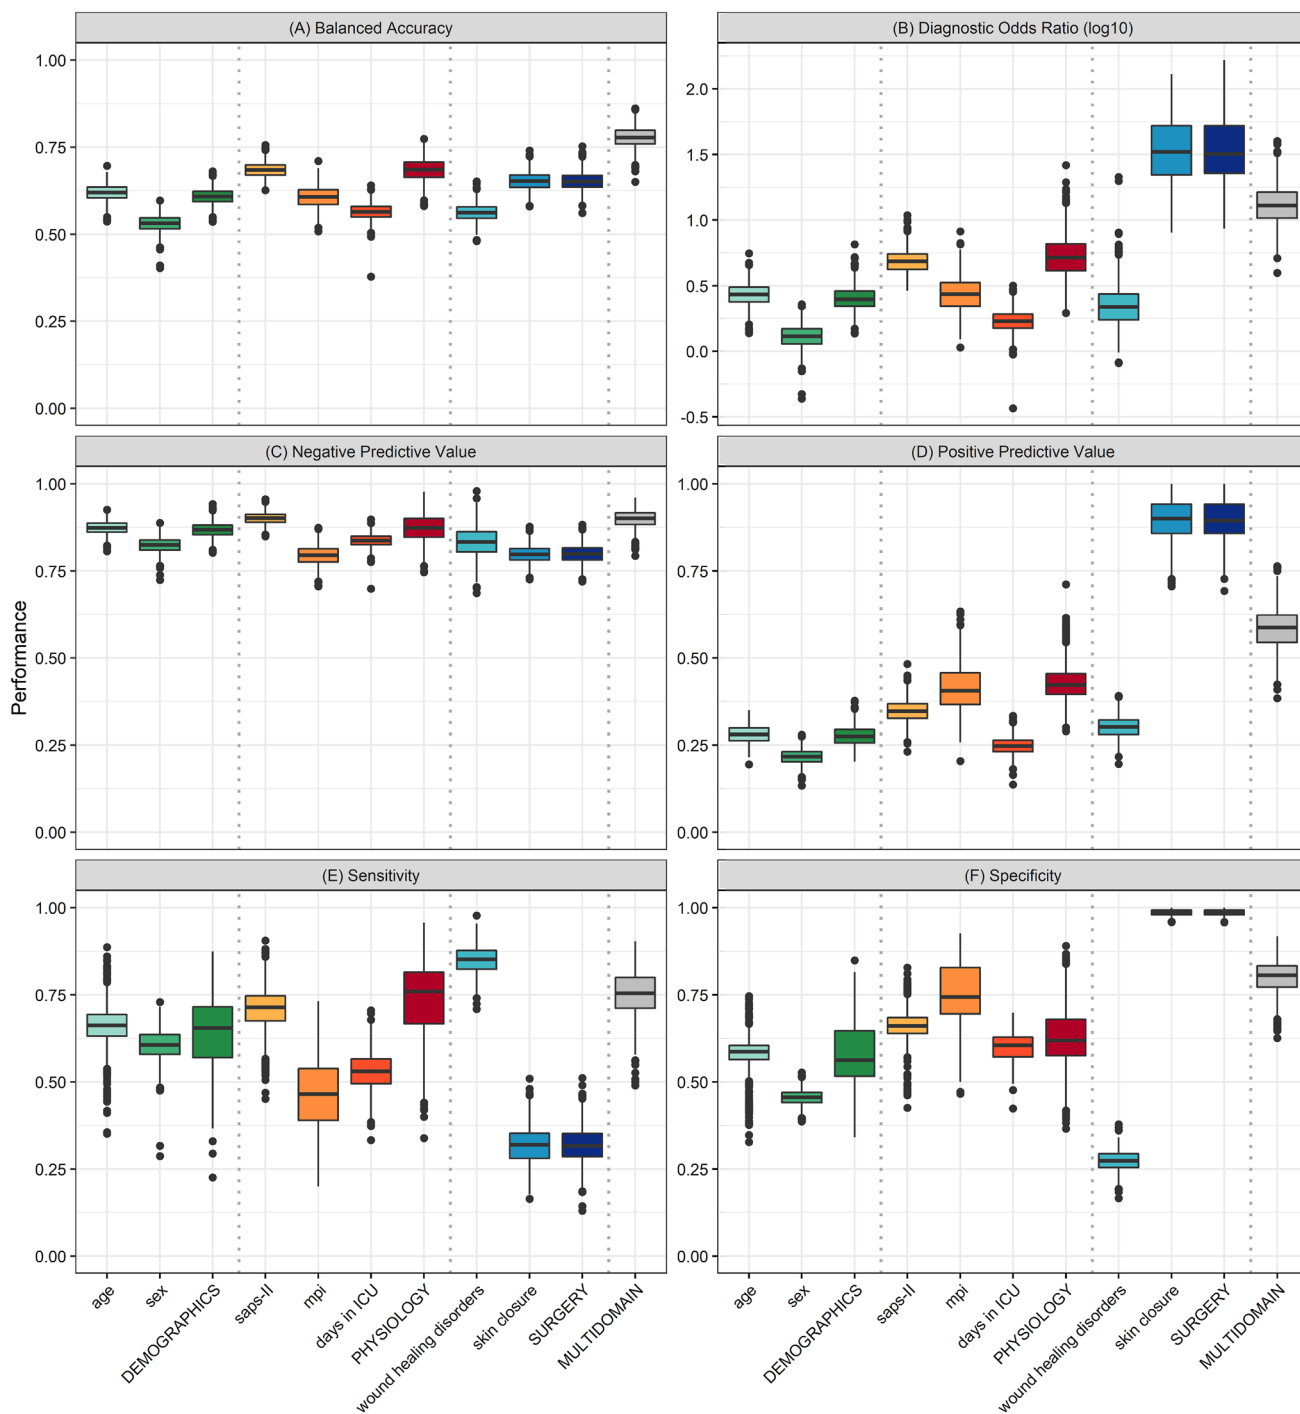 (A) Balanced Accuracy
(B) Diagnostic Odds Ratio (log10)
1.00
0.75
0.50
0.25
0.00
2.0
1.5
1.0
0.5
0.0
-0.5
(C) Negative Predictive Value
(D) Positive Predictive Value
1.00
0.75
0.50
0.25
0.00
1.00
0.75
0.50
0.25
0.00
Performance
(E) Sensitivity
(F) Specificity
1.00
0.75
0.50
0.25
0.00
1.00
0.75
0.50
0.25
0.00
age
sex
DEMOGRAPHICS
saps-II
mpi
days in ICU
PHYSIOLOGY
wound healing disorders
skin closure
SURGERY
MULTIDOMAIN
age
sex
DEMOGRAPHICS
saps-II
mpi
days in ICU
PHYSIOLOGY
wound healing disorders
skin closure
SURGERY
MULTIDOMAIN